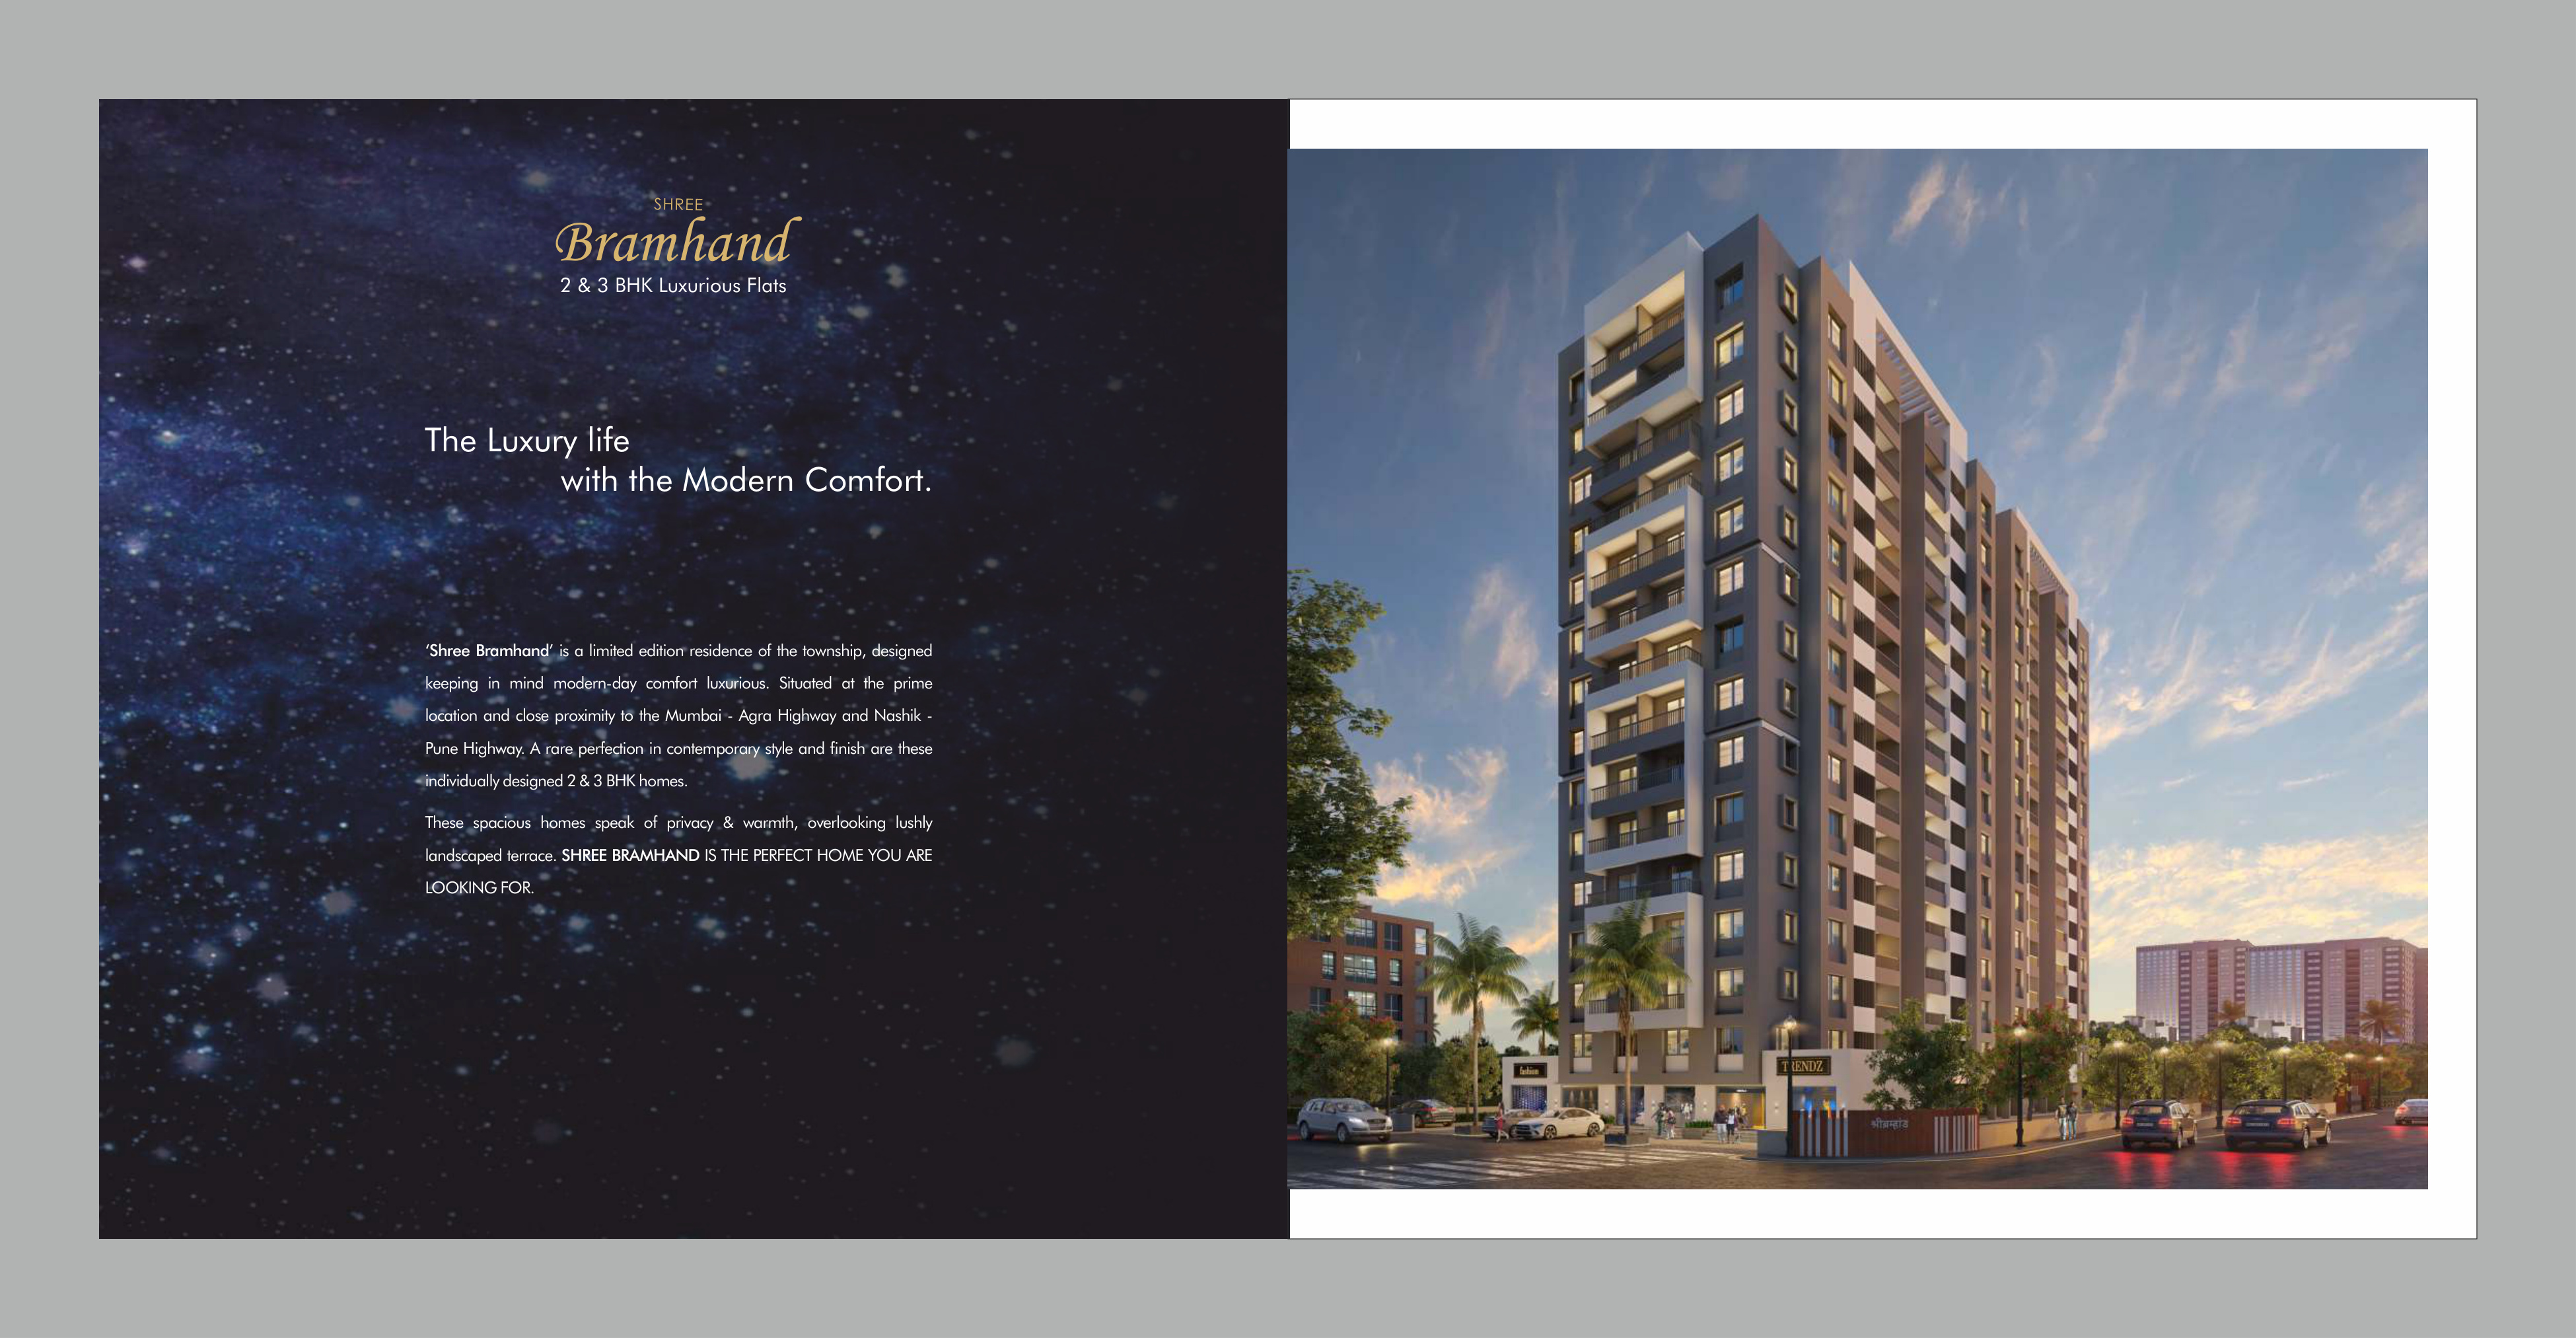 SHREE
Bramhand
2 & 3 BHK Luxurious Flats
The Luxury life
with the Modern Comfort.
‘Shree Bramhand’ is a limited edition residence of the township, designed
keeping in mind modern-day comfort luxurious. Situated at the prime
location and close proximity to the Mumbai - Agra Highway and Nashik -
Pune Highway. A rare perfection in contemporary style and finish are these
individually designed 2 & 3 BHK homes.
These spacious homes speak of privacy & warmth, overlooking lushly
landscaped terrace. SHREE BRAMHAND IS THE PERFECT HOME YOU ARE
LOOKING FOR.
fashion
TRENDZ